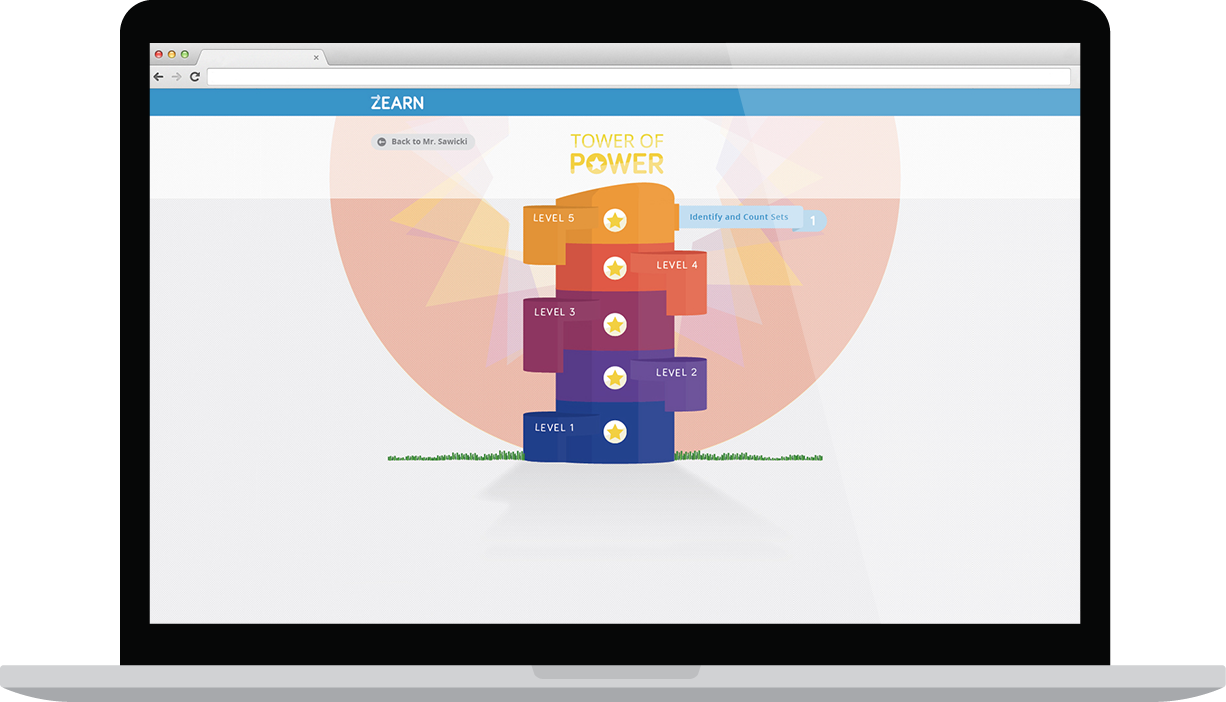 ZEARN
Back to Mr. Sawicki
TOWER OF
POWER
LEVEL 5
Identify and Count Sets 1
LEVEL 4
LEVEL 3
LEVEL 2
LEVEL 1